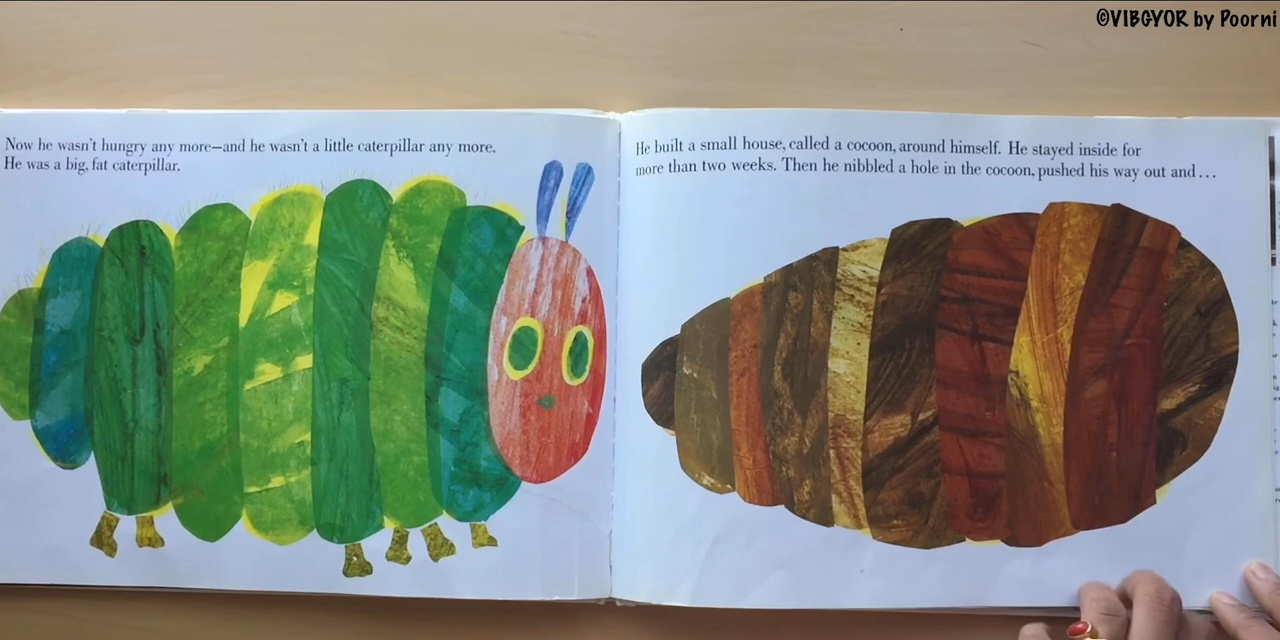 ©VIBGYOR by Poorni
Now he wasn't hungry any more—and he wasn't a little caterpillar any more.
He was a big, fat caterpillar.
He built a small house, called a cocoon, around himself. He stayed inside for
more than two weeks. Then he nibbled a hole in the cocoon, pushed his way out and...